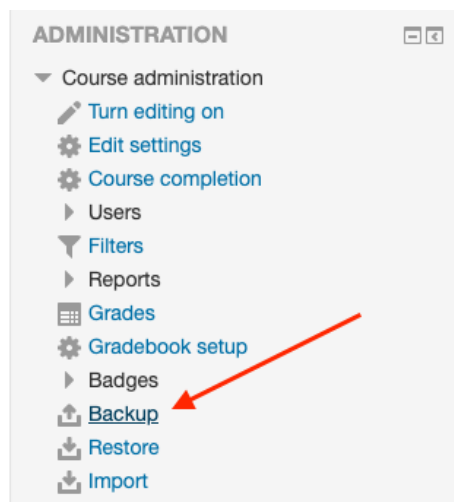 ADMINISTRATION
Course administration
Turn editing on
Edit settings
Course completion
Users
Filters
Reports
Grades
Gradebook setup
Badges
Backup
Restore
Import